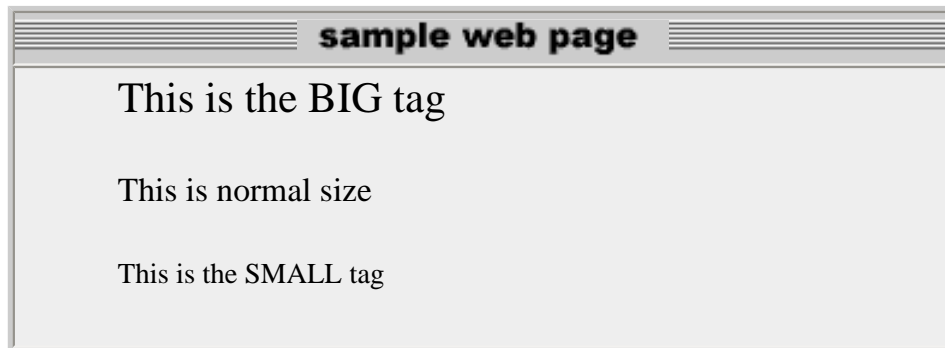 sample web page
This is the BIG tag
This is normal size
This is the SMALL tag